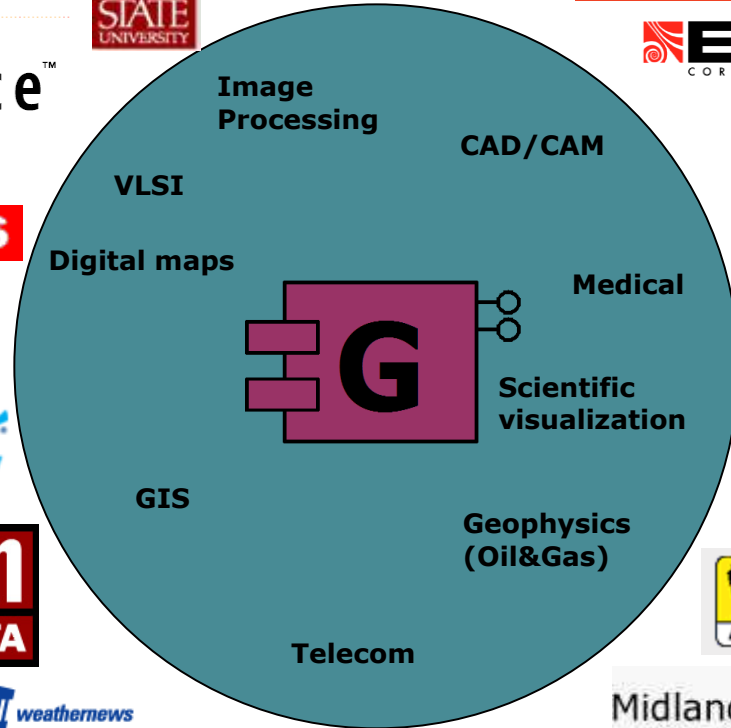 STATE
UNIVERSITY
Image
Processing
CAD/CAM
VLSI
Digital maps
Medical
G
Scientific
visualization
GIS
Geophysics
(Oil&Gas)
Telecom
weathernews